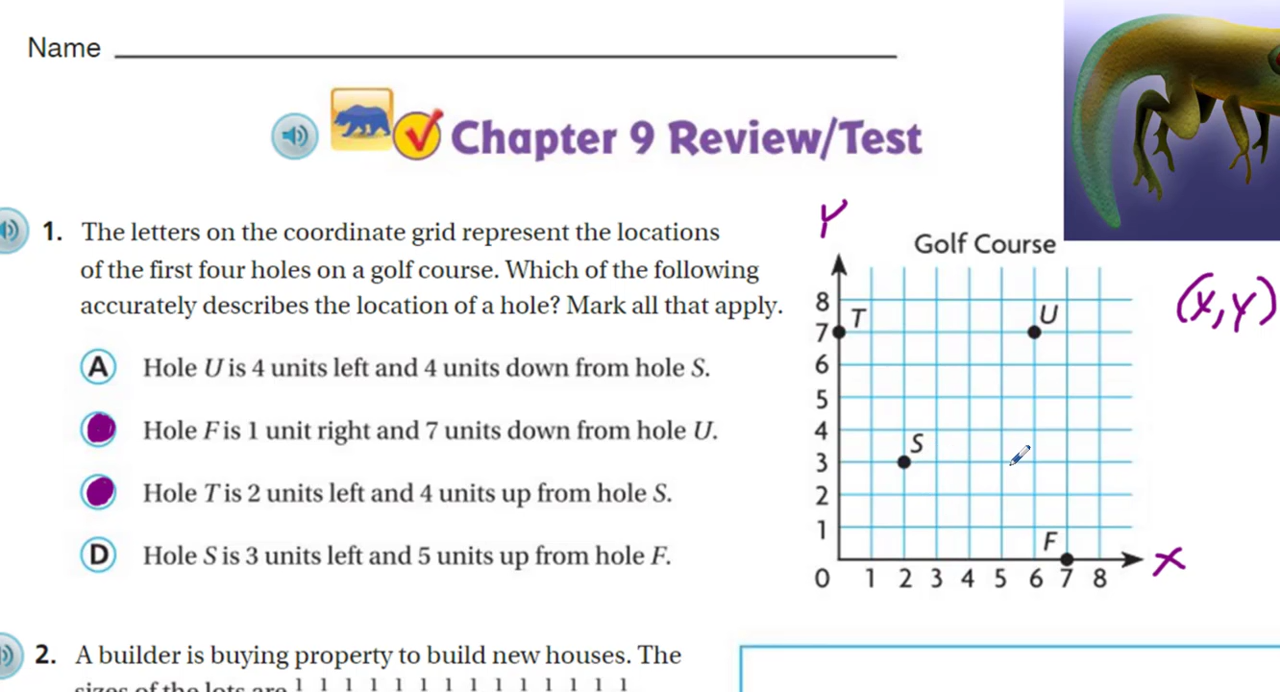 Name
Chapter 9 Review/Test
1. The letters on the coordinate grid represent the locations
of the first four holes on a golf course. Which of the following
accurately describes the location of a hole? Mark all that apply.
A Hole U is 4 units left and 4 units down from hole S.
Hole F is 1 unit right and 7 units down from hole U.
Hole T is 2 units left and 4 units up from hole S.
D Hole S is 3 units left and 5 units up from hole F.
Y
Golf Course
(X,Y)
8
7 T U
6
5
4 S
3
2
1 F
0 1 2 3 4 5 6 7 8
X
2. A builder is buying property to build new houses. The
sizes of the lots are